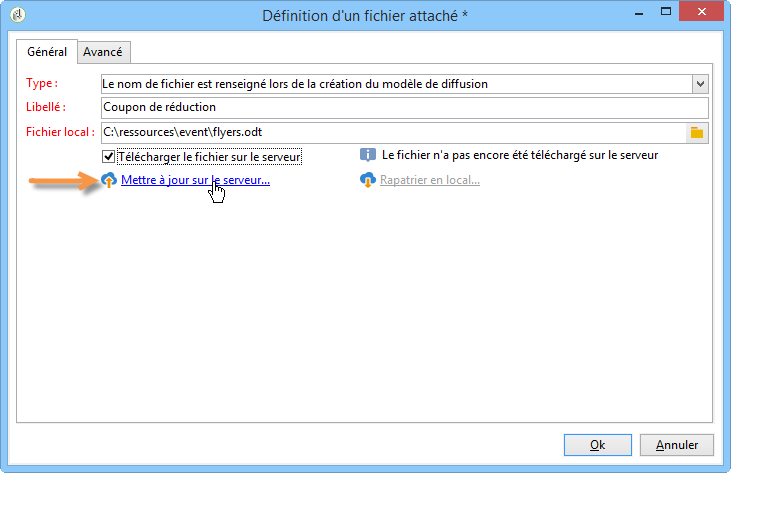 Définition d'un fichier attaché *
Général Avancé
Type : Le nom de fichier est renseigné lors de la création du modèle de diffusion
Libellé : Coupon de réduction
Fichier local : C:\ressources\event\flyers.odt
Télécharger le fichier sur le serveur Le fichier n'a pas encore été téléchargé sur le serveur
Mettre à jour sur le serveur... Rapatrier en local...
Ok Annuler